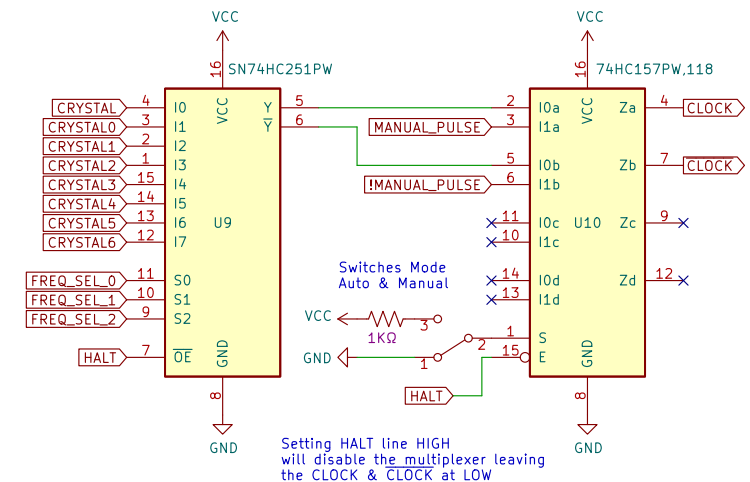 VCC
VCC
16
SN74HC251PW
16
74HC157PW,118
CRYSTAL 4 I0 VCC Y 5
2 I0a VCC Za 4 CLOCK
CRYSTAL0 3 I1 Y̅ 6
MANUAL_PULSE 3 I1a
CRYSTAL1 2 I2
CRYSTAL2 1 I3
5 I0b Zb 7 C̅L̅O̅C̅K̅
CRYSTAL3 15 I4
!MANUAL_PULSE 6 I1b
CRYSTAL4 14 I5
CRYSTAL5 13 I6 U9
11 I0c U10 Zc 9
CRYSTAL6 12 I7
10 I1c
FREQ_SEL_0 11 S0
14 I0d Zd 12
FREQ_SEL_1 10 S1
13 I1d
FREQ_SEL_2 9 S2
Switches Mode
Auto & Manual
VCC 1KΩ 3
2 1 S
HALT 7 O̅E̅ GND
GND 1 15 E GND
HALT
8
8
GND
GND
Setting HALT line HIGH
will disable the multiplexer leaving
the CLOCK & C̅L̅O̅C̅K̅ at LOW